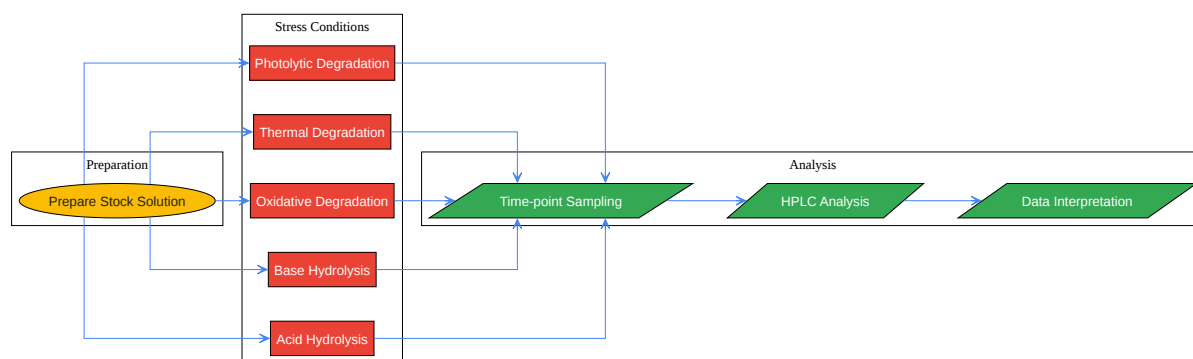 Stress Conditions
Photolytic Degradation
Thermal Degradation
Preparation
Analysis
Prepare Stock Solution
Oxidative Degradation
Time-point Sampling
HPLC Analysis
Data Interpretation
Base Hydrolysis
Acid Hydrolysis